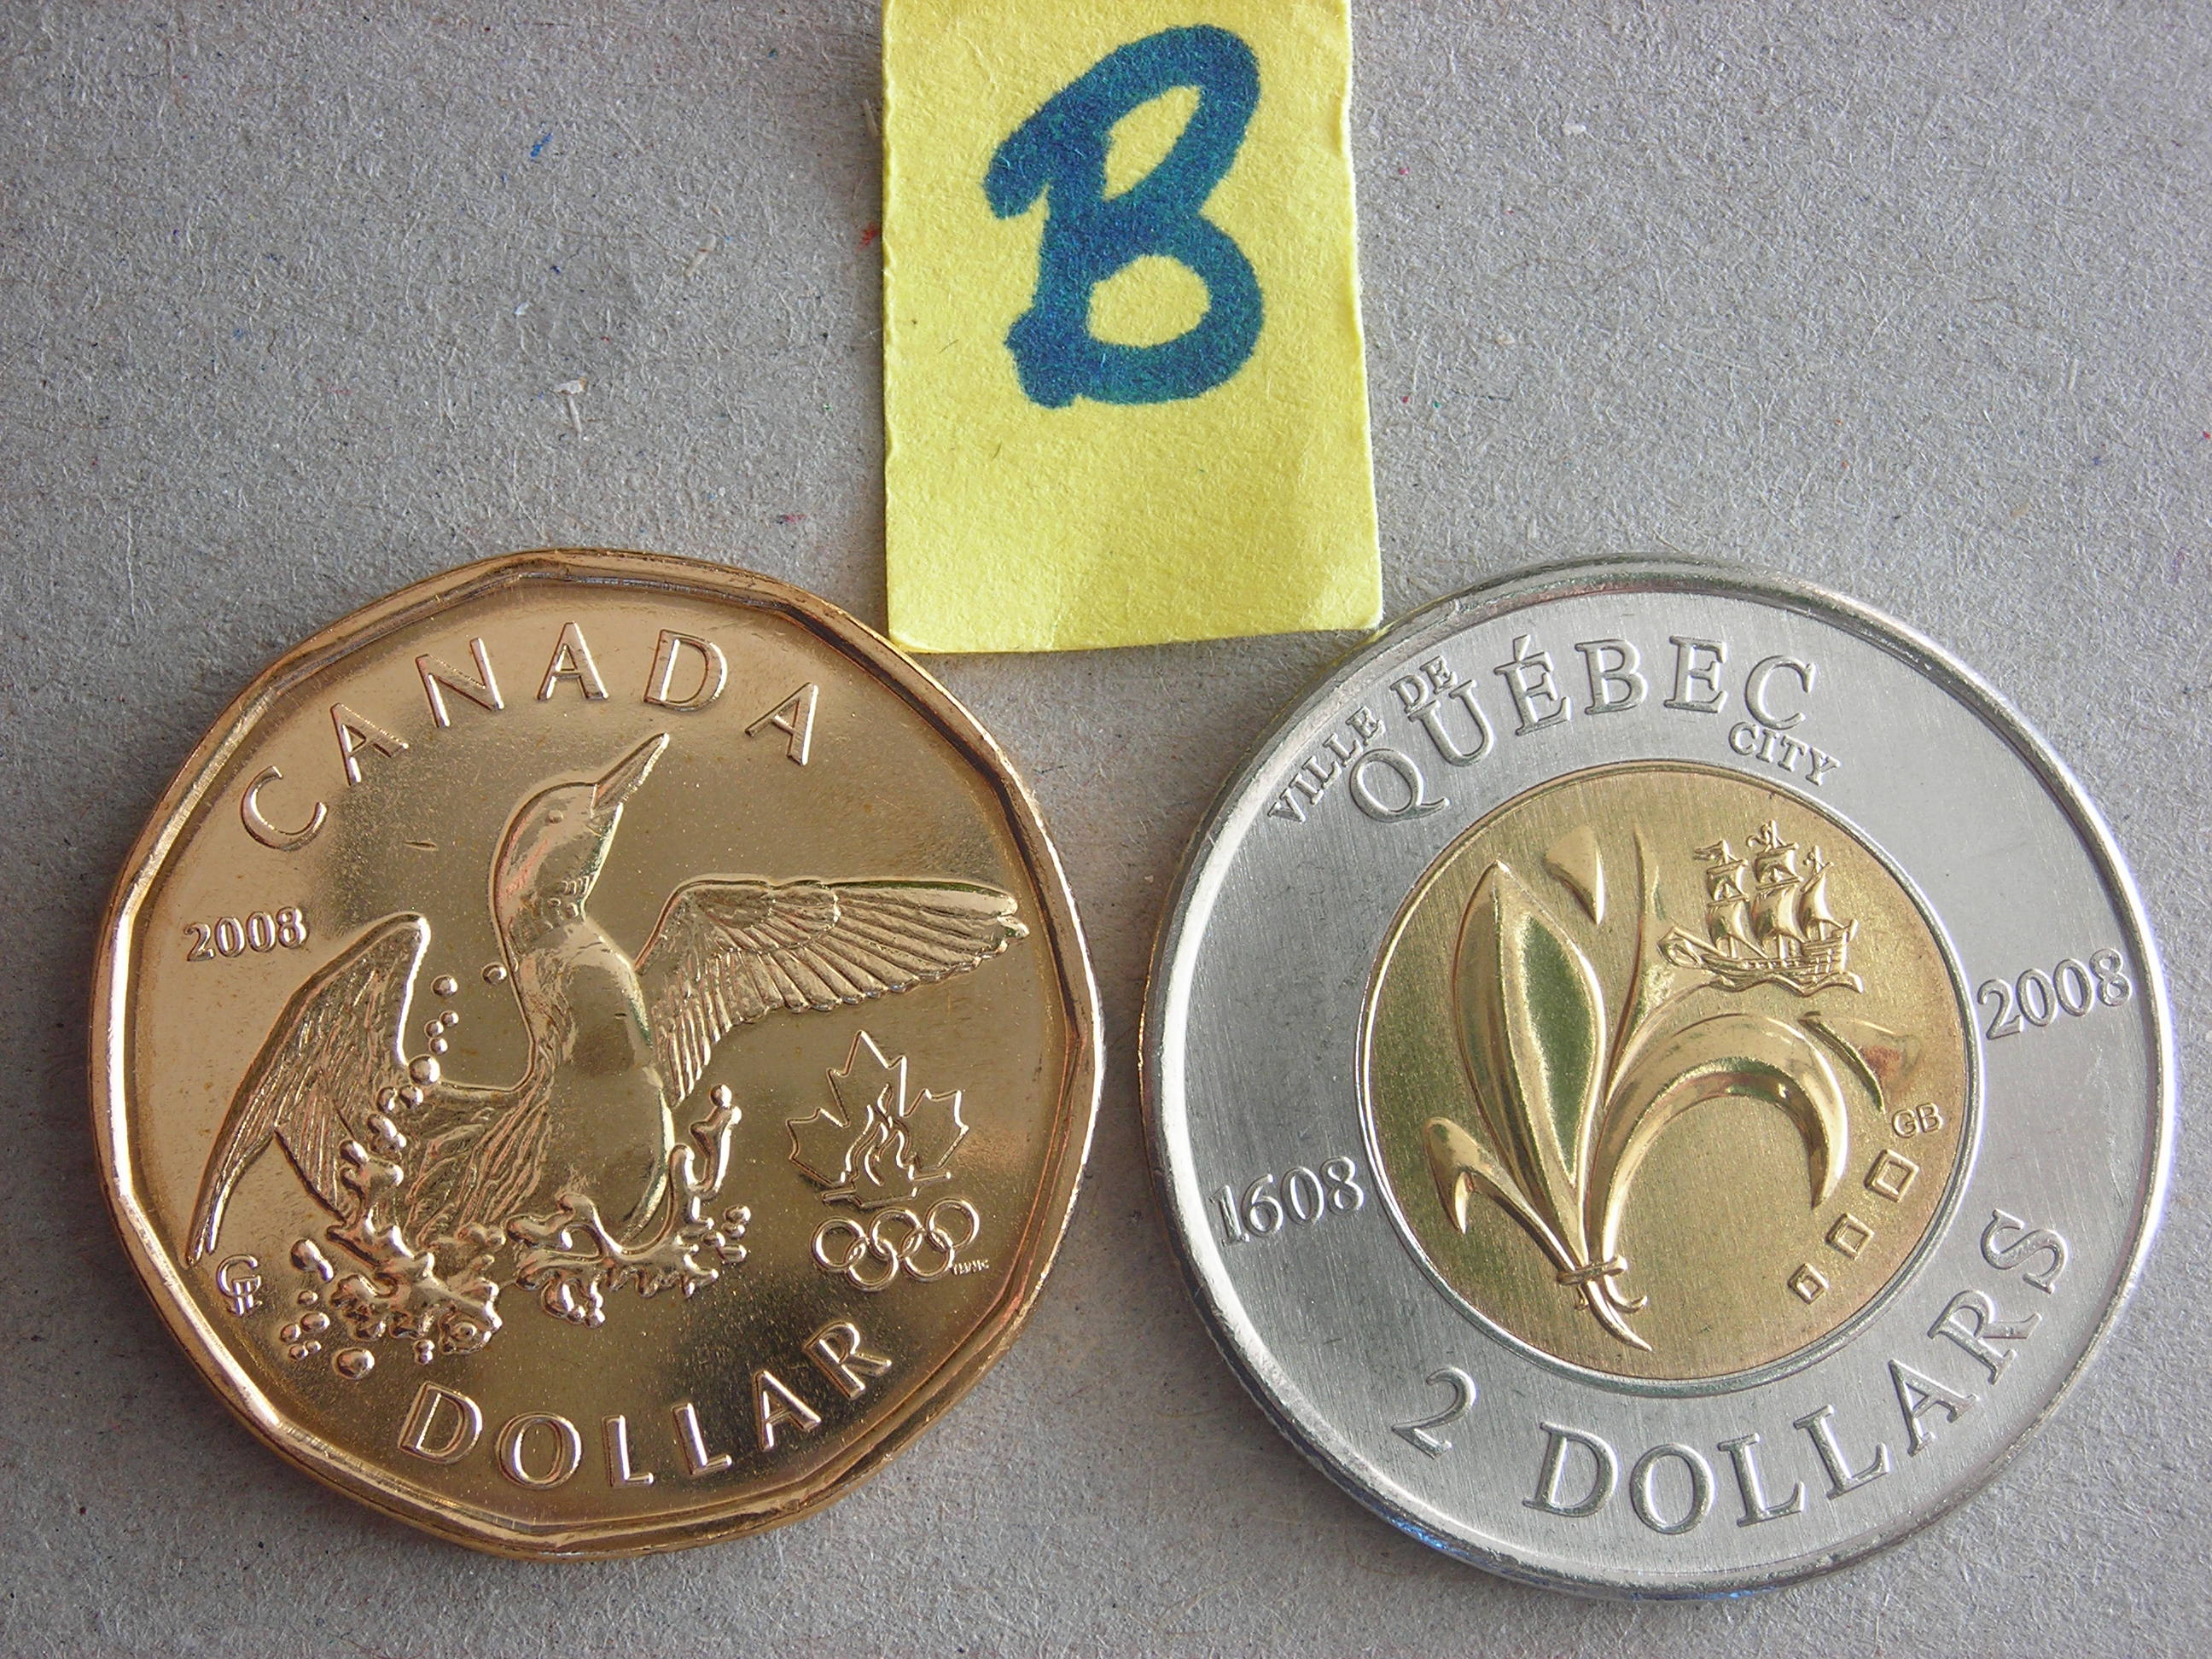 B
CANADA
2008
DOLLAR
VILLE DE
QUÉBEC
CITY
1608
2008
GB
2 DOLLARS